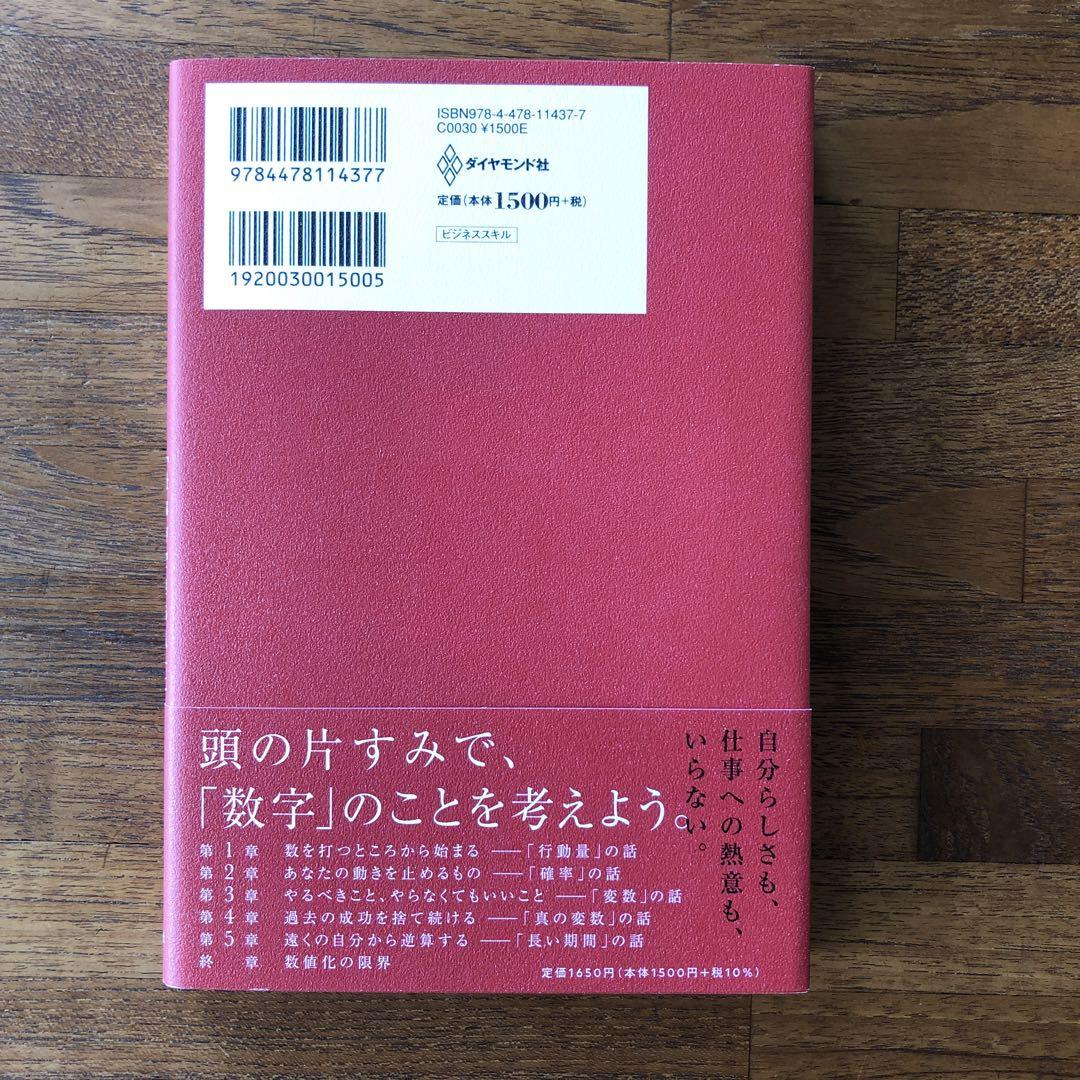 9784478114377
1920030015005
ISBN978-4-478-11437-7
C0030 ¥1500E
ダイヤモンド社
定価(本体1500円+税)
ビジネススキル
自分らしさも、
仕事への熱意も、
いらない。
頭の片すみで、
「数字」のことを考えよう。
第1章 数を打つところから始まる ──「行動量」の話
第2章 あなたの動きを止めるもの ──「確率」の話
第3章 やるべきこと、やらなくてもいいこと ──「変数」の話
第4章 過去の成功を捨て続ける ──「真の変数」の話
第5章 遠くの自分から逆算する ──「長い期間」の話
終章 数値化の限界
定価1650円(本体1500円+税10%)